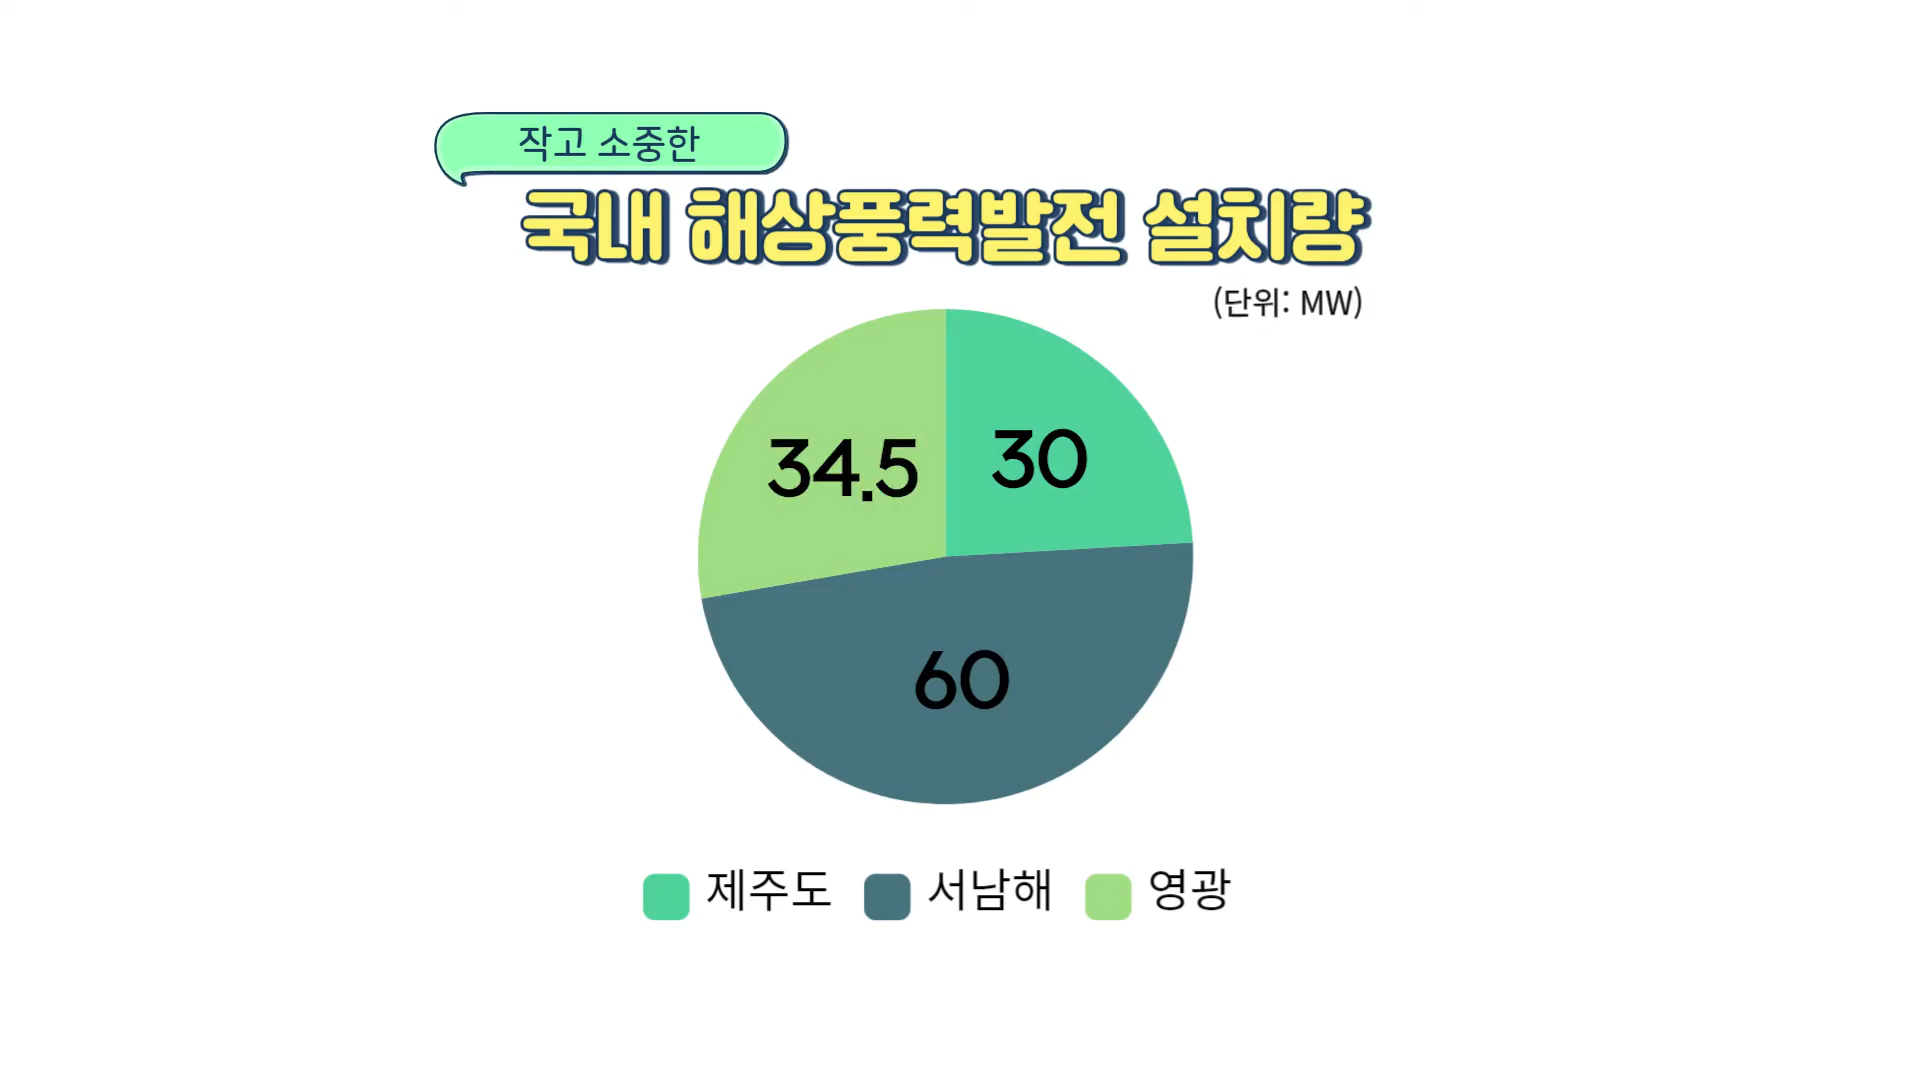 작고 소중한
국내 해상풍력발전 설치량
(단위: MW)
34.5
30
60
제주도 서남해 영광